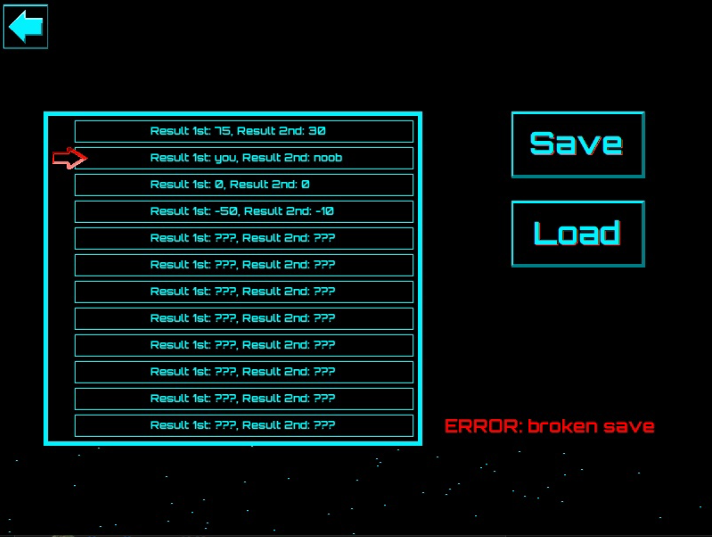 Result 1st: 75, Result 2nd: 30
Result 1st: you, Result 2nd: noob
Result 1st: 0, Result 2nd: 0
Result 1st: -50, Result 2nd: -10
Result 1st: ???, Result 2nd: ???
Result 1st: ???, Result 2nd: ???
Result 1st: ???, Result 2nd: ???
Result 1st: ???, Result 2nd: ???
Result 1st: ???, Result 2nd: ???
Result 1st: ???, Result 2nd: ???
Result 1st: ???, Result 2nd: ???
Result 1st: ???, Result 2nd: ???
Save
Load
ERROR: broken save